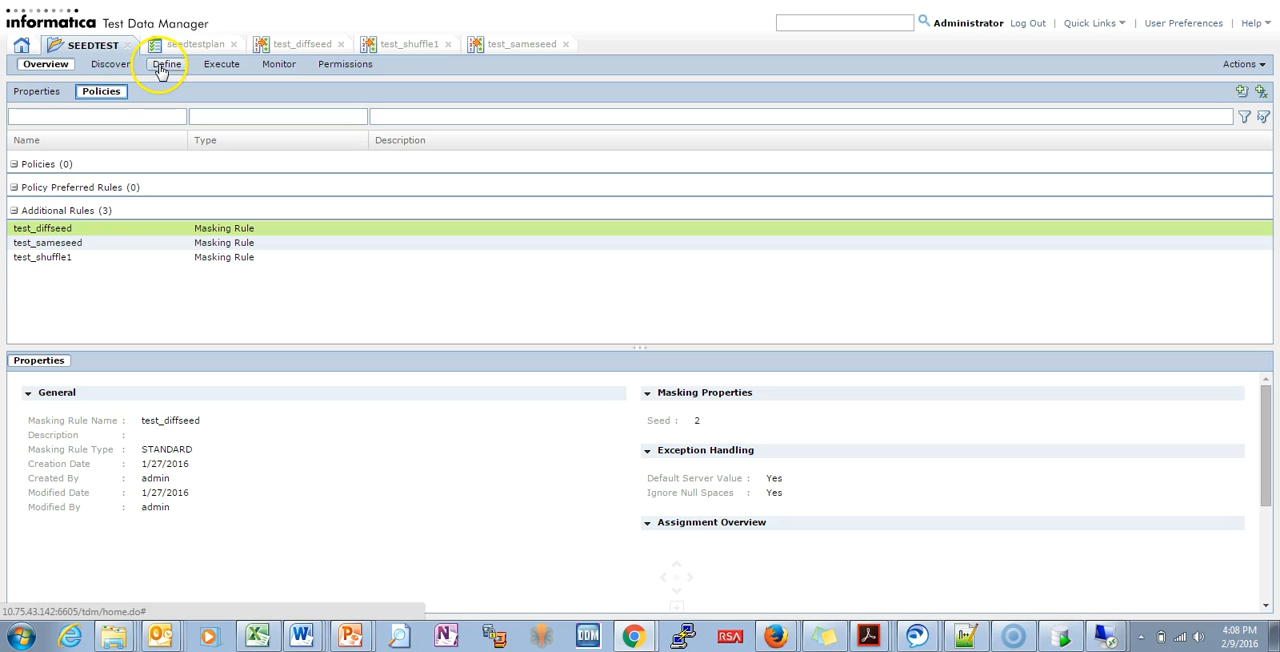 informatica Test Data Manager
Administrator Log Out Quick Links User Preferences Help
SEEDTEST seedtestplan test_diffseed test_shuffle1 test_sameseed
Overview Discover Define Execute Monitor Permissions Actions
Properties Policies
Name Type Description
Policies (0)
Policy Preferred Rules (0)
Additional Rules (3)
test_diffseed Masking Rule
test_sameseed Masking Rule
test_shuffle1 Masking Rule
Properties
General
Masking Rule Name : test_diffseed
Description :
Masking Rule Type : STANDARD
Creation Date : 1/27/2016
Created By : admin
Modified Date : 1/27/2016
Modified By : admin
Masking Properties
Seed : 2
Exception Handling
Default Server Value : Yes
Ignore Null Spaces : Yes
Assignment Overview
10.75.43.142:6605/tdm/home.do#
DDM RSA
4:08 PM
2/9/2016